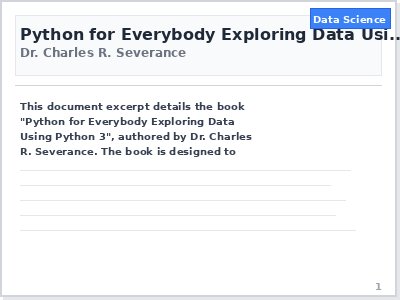 Data Science
Python for Everybody Exploring Data Usi...
Dr. Charles R. Severance
This document excerpt details the book
"Python for Everybody Exploring Data
Using Python 3", authored by Dr. Charles
R. Severance. The book is designed to
1